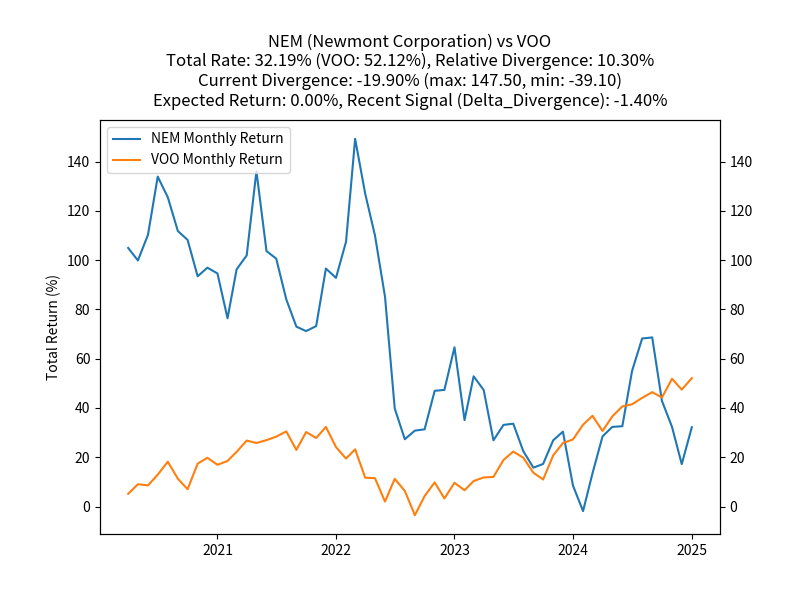 NEM (Newmont Corporation) vs VOO
Total Rate: 32.19% (VOO: 52.12%), Relative Divergence: 10.30%
Current Divergence: -19.90% (max: 147.50, min: -39.10)
Expected Return: 0.00%, Recent Signal (Delta_Divergence): -1.40%
NEM Monthly Return
VOO Monthly Return
Total Return (%)
140 140
120 120
100 100
80 80
60 60
40 40
20 20
0 0
2021 2022 2023 2024 2025